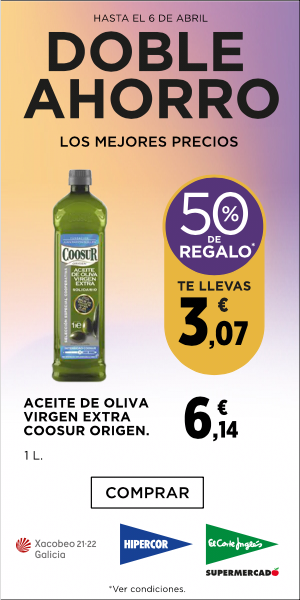 HASTA EL 6 DE ABRIL
DOBLE
AHORRO
LOS MEJORES PRECIOS
COOSUR
ACEITE
DE OLIVA
VIRGEN
EXTRA
1 L e
50%
DE
REGALO*
TE LLEVAS
3,07 €
ACEITE DE OLIVA
VIRGEN EXTRA
COOSUR ORIGEN.
6,14 €
1 L.
COMPRAR
Xacobeo 21·22
Galicia
HIPERCOR
El Corte Inglés
SUPERMERCADO
*Ver condiciones.